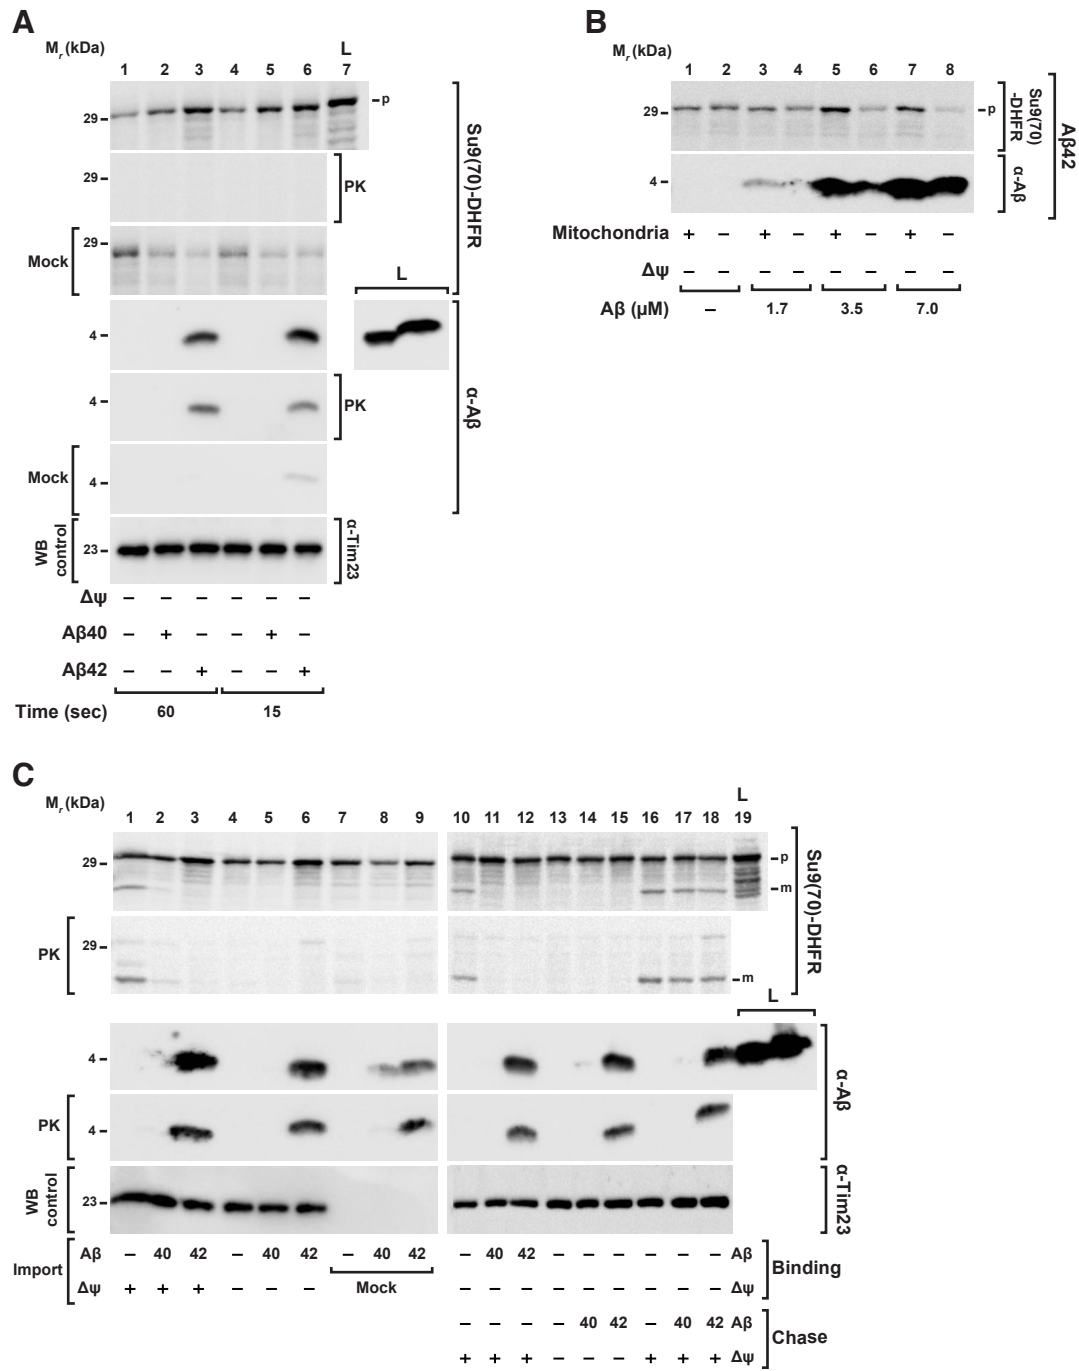 A
M r (kDa)
L
1 2 3 4 5 6 7
29
p
29
PK
Mock
29
Su9(70)-DHFR
L
4
4
PK
Mock
4
α-Aβ
WB control
23
α-Tim23
Δψ – – – – – –
Aβ40 – + – – + –
Aβ42 – – + – – +
Time (sec) 60 15
B
M r (kDa)
1 2 3 4 5 6 7 8
29
p
Su9(70)
-DHFR
4
α-Aβ
Aβ42
Mitochondria + – + – + – + –
Δψ – – – – – – – –
Aβ (μM) – 1.7 3.5 7.0
C
M r (kDa)
L
1 2 3 4 5 6 7 8 9 10 11 12 13 14 15 16 17 18 19
29
p
m
PK
29
m
Su9(70)-DHFR
L
4
PK
4
α-Aβ
WB control
23
α-Tim23
Import
Aβ – 40 42 – 40 42 – 40 42
Δψ + + + – – – Mock
– 40 42 – – – – – – Aβ
– – – – – – – – – Δψ
Binding
– – – – 40 42 – 40 42 Aβ
+ + + – – – + + + Δψ
Chase